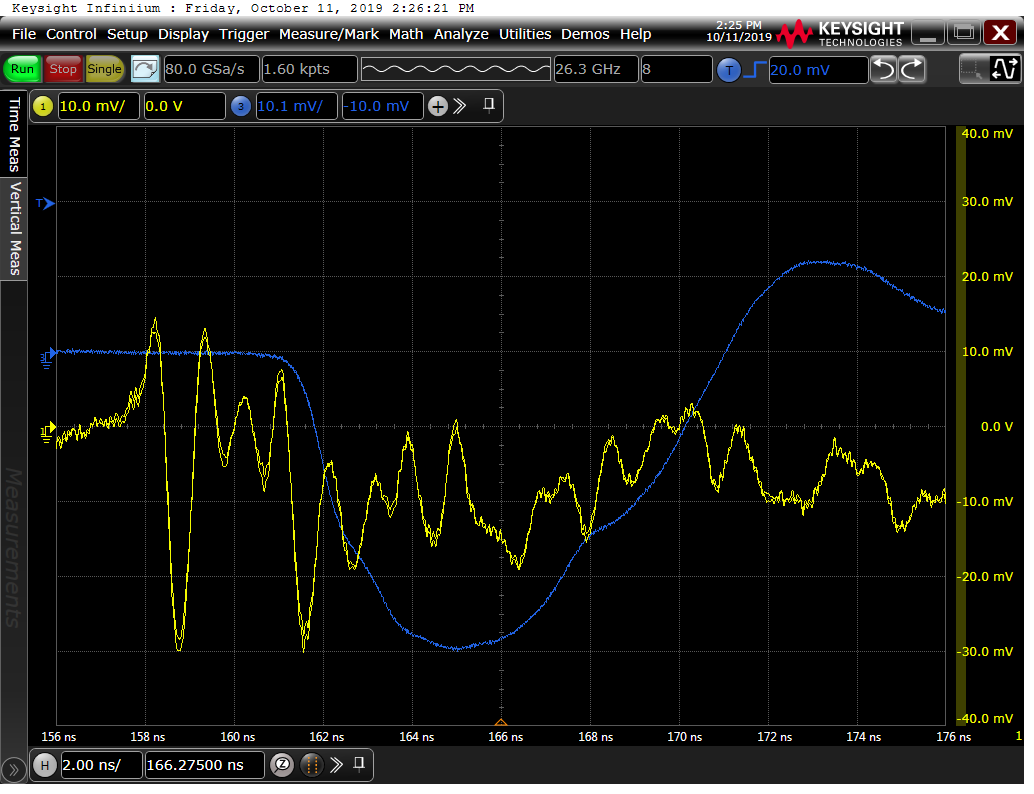 Keysight Infiniium : Friday, October 11, 2019 2:26:21 PM
File Control Setup Display Trigger Measure/Mark Math Analyze Utilities Demos Help
2:25 PM
10/11/2019
KEYSIGHT
TECHNOLOGIES
X
Run Stop Single 80.0 GSa/s 1.60 kpts 26.3 GHz 8 T 20.0 mV
1 10.0 mV/ 0.0 V 3 10.1 mV/ -10.0 mV +
Time Meas
Vertical Meas
Measurements
T
3
1
40.0 mV
30.0 mV
20.0 mV
10.0 mV
0.0 V
-10.0 mV
-20.0 mV
-30.0 mV
-40.0 mV
156 ns 158 ns 160 ns 162 ns 164 ns 166 ns 168 ns 170 ns 172 ns 174 ns 176 ns 1
H 2.00 ns/ 166.27500 ns Z